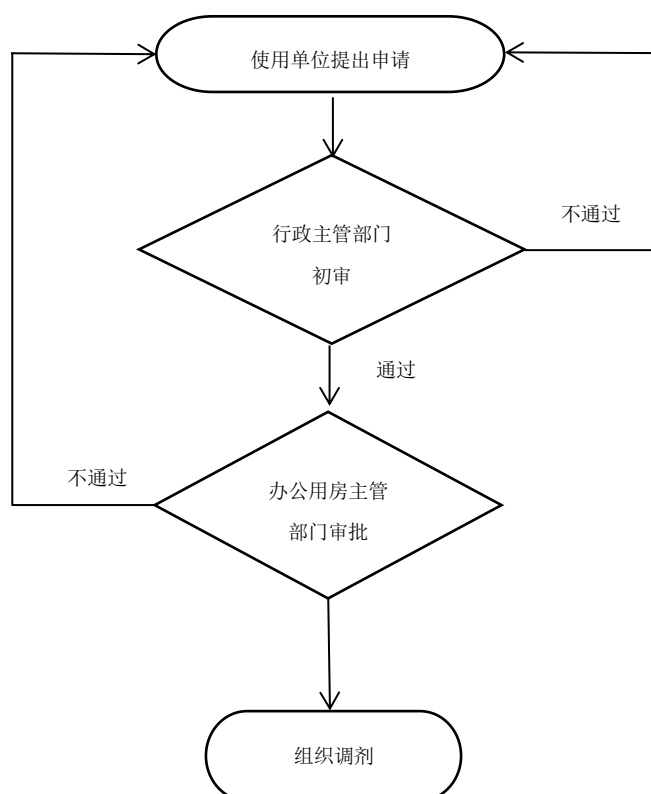 使用单位提出申请
行政主管部门
初审
不通过
通过
不通过
办公用房主管
部门审批
组织调剂